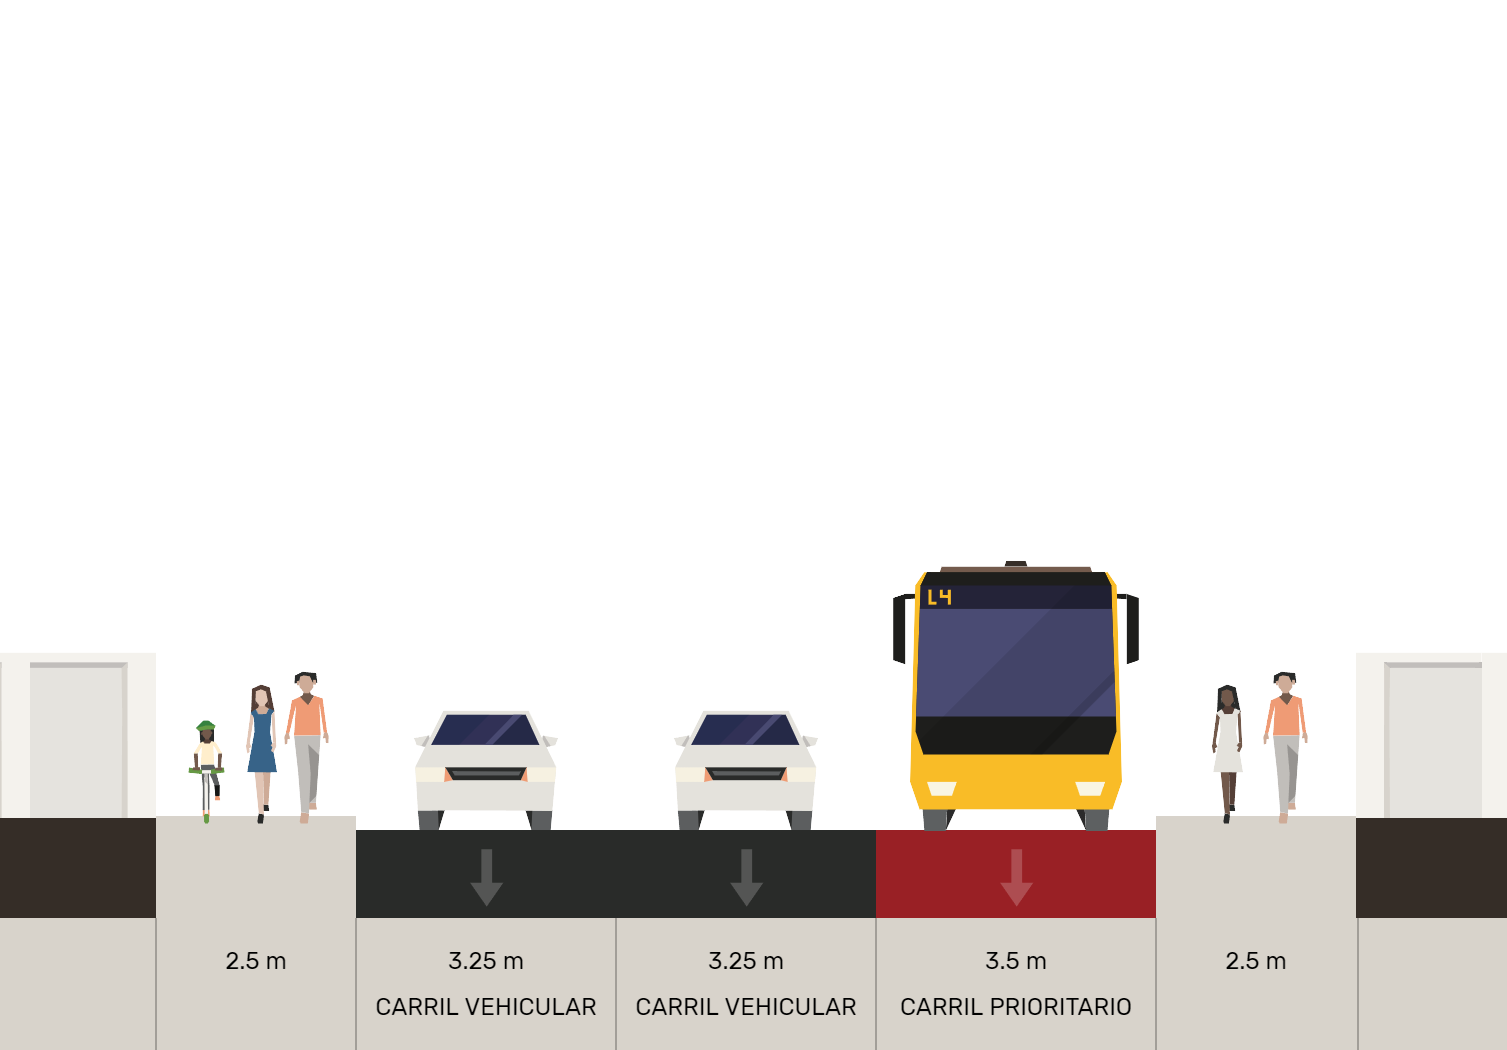 L4
2.5 m
3.25 m
3.25 m
3.5 m
2.5 m
CARRIL VEHICULAR
CARRIL VEHICULAR
CARRIL PRIORITARIO